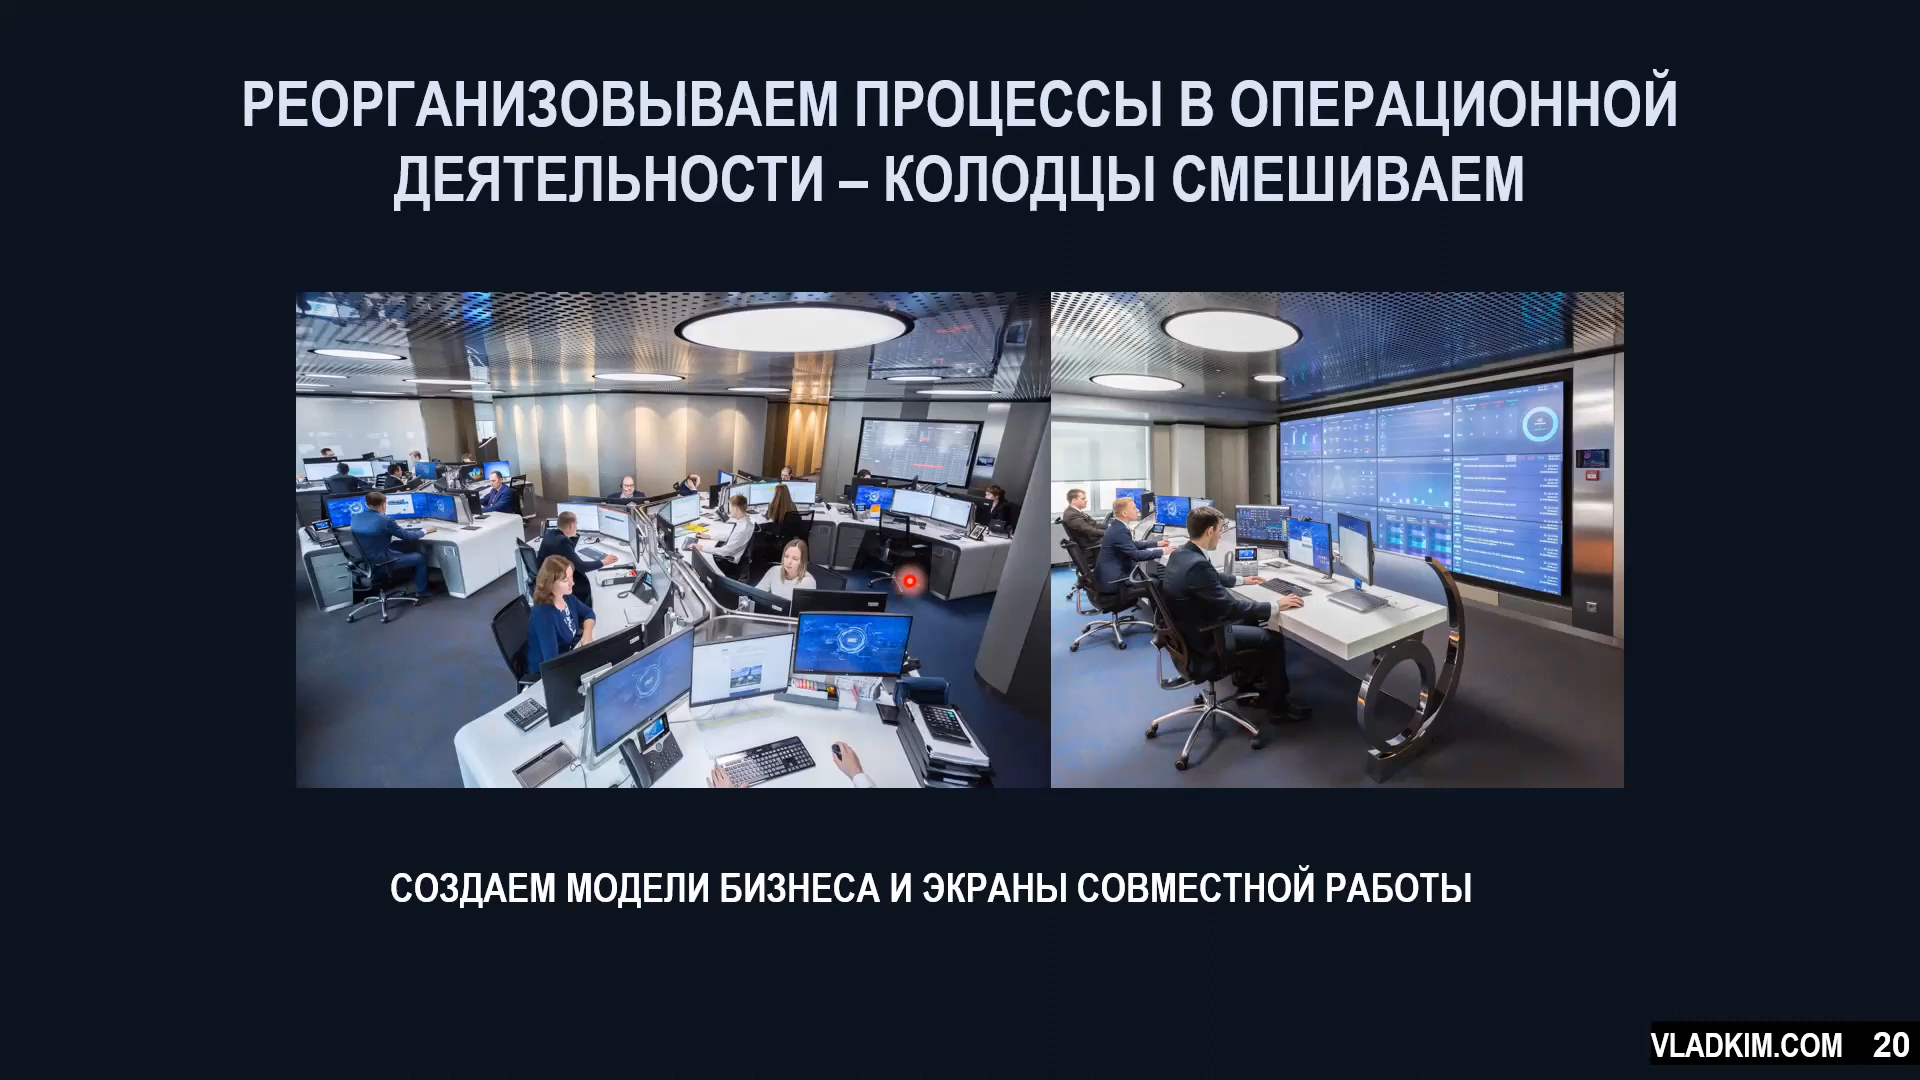 РЕОРГАНИЗОВЫВАЕМ ПРОЦЕССЫ В ОПЕРАЦИОННОЙ
ДЕЯТЕЛЬНОСТИ – КОЛОДЦЫ СМЕШИВАЕМ
СОЗДАЕМ МОДЕЛИ БИЗНЕСА И ЭКРАНЫ СОВМЕСТНОЙ РАБОТЫ
VLADKIM.COM 20